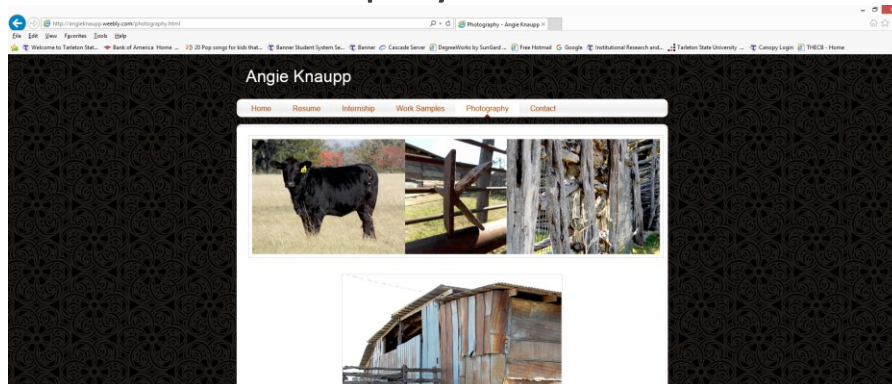 http://angieknaupp.weebly.com/photography.html
Photography - Angie Knaupp
File Edit View Favorites Tools Help
Welcome to Tarleton Stat... Bank of America Home ... 20 Pop songs for kids that... Banner Student System Se... Banner Cascade Server DegreeWorks by SunGard ... Free Hotmail Google Institutional Research and... Tarleton State University ... Canopy Login THECB - Home
Angie Knaupp
Home Resume Internship Work Samples Photography Contact